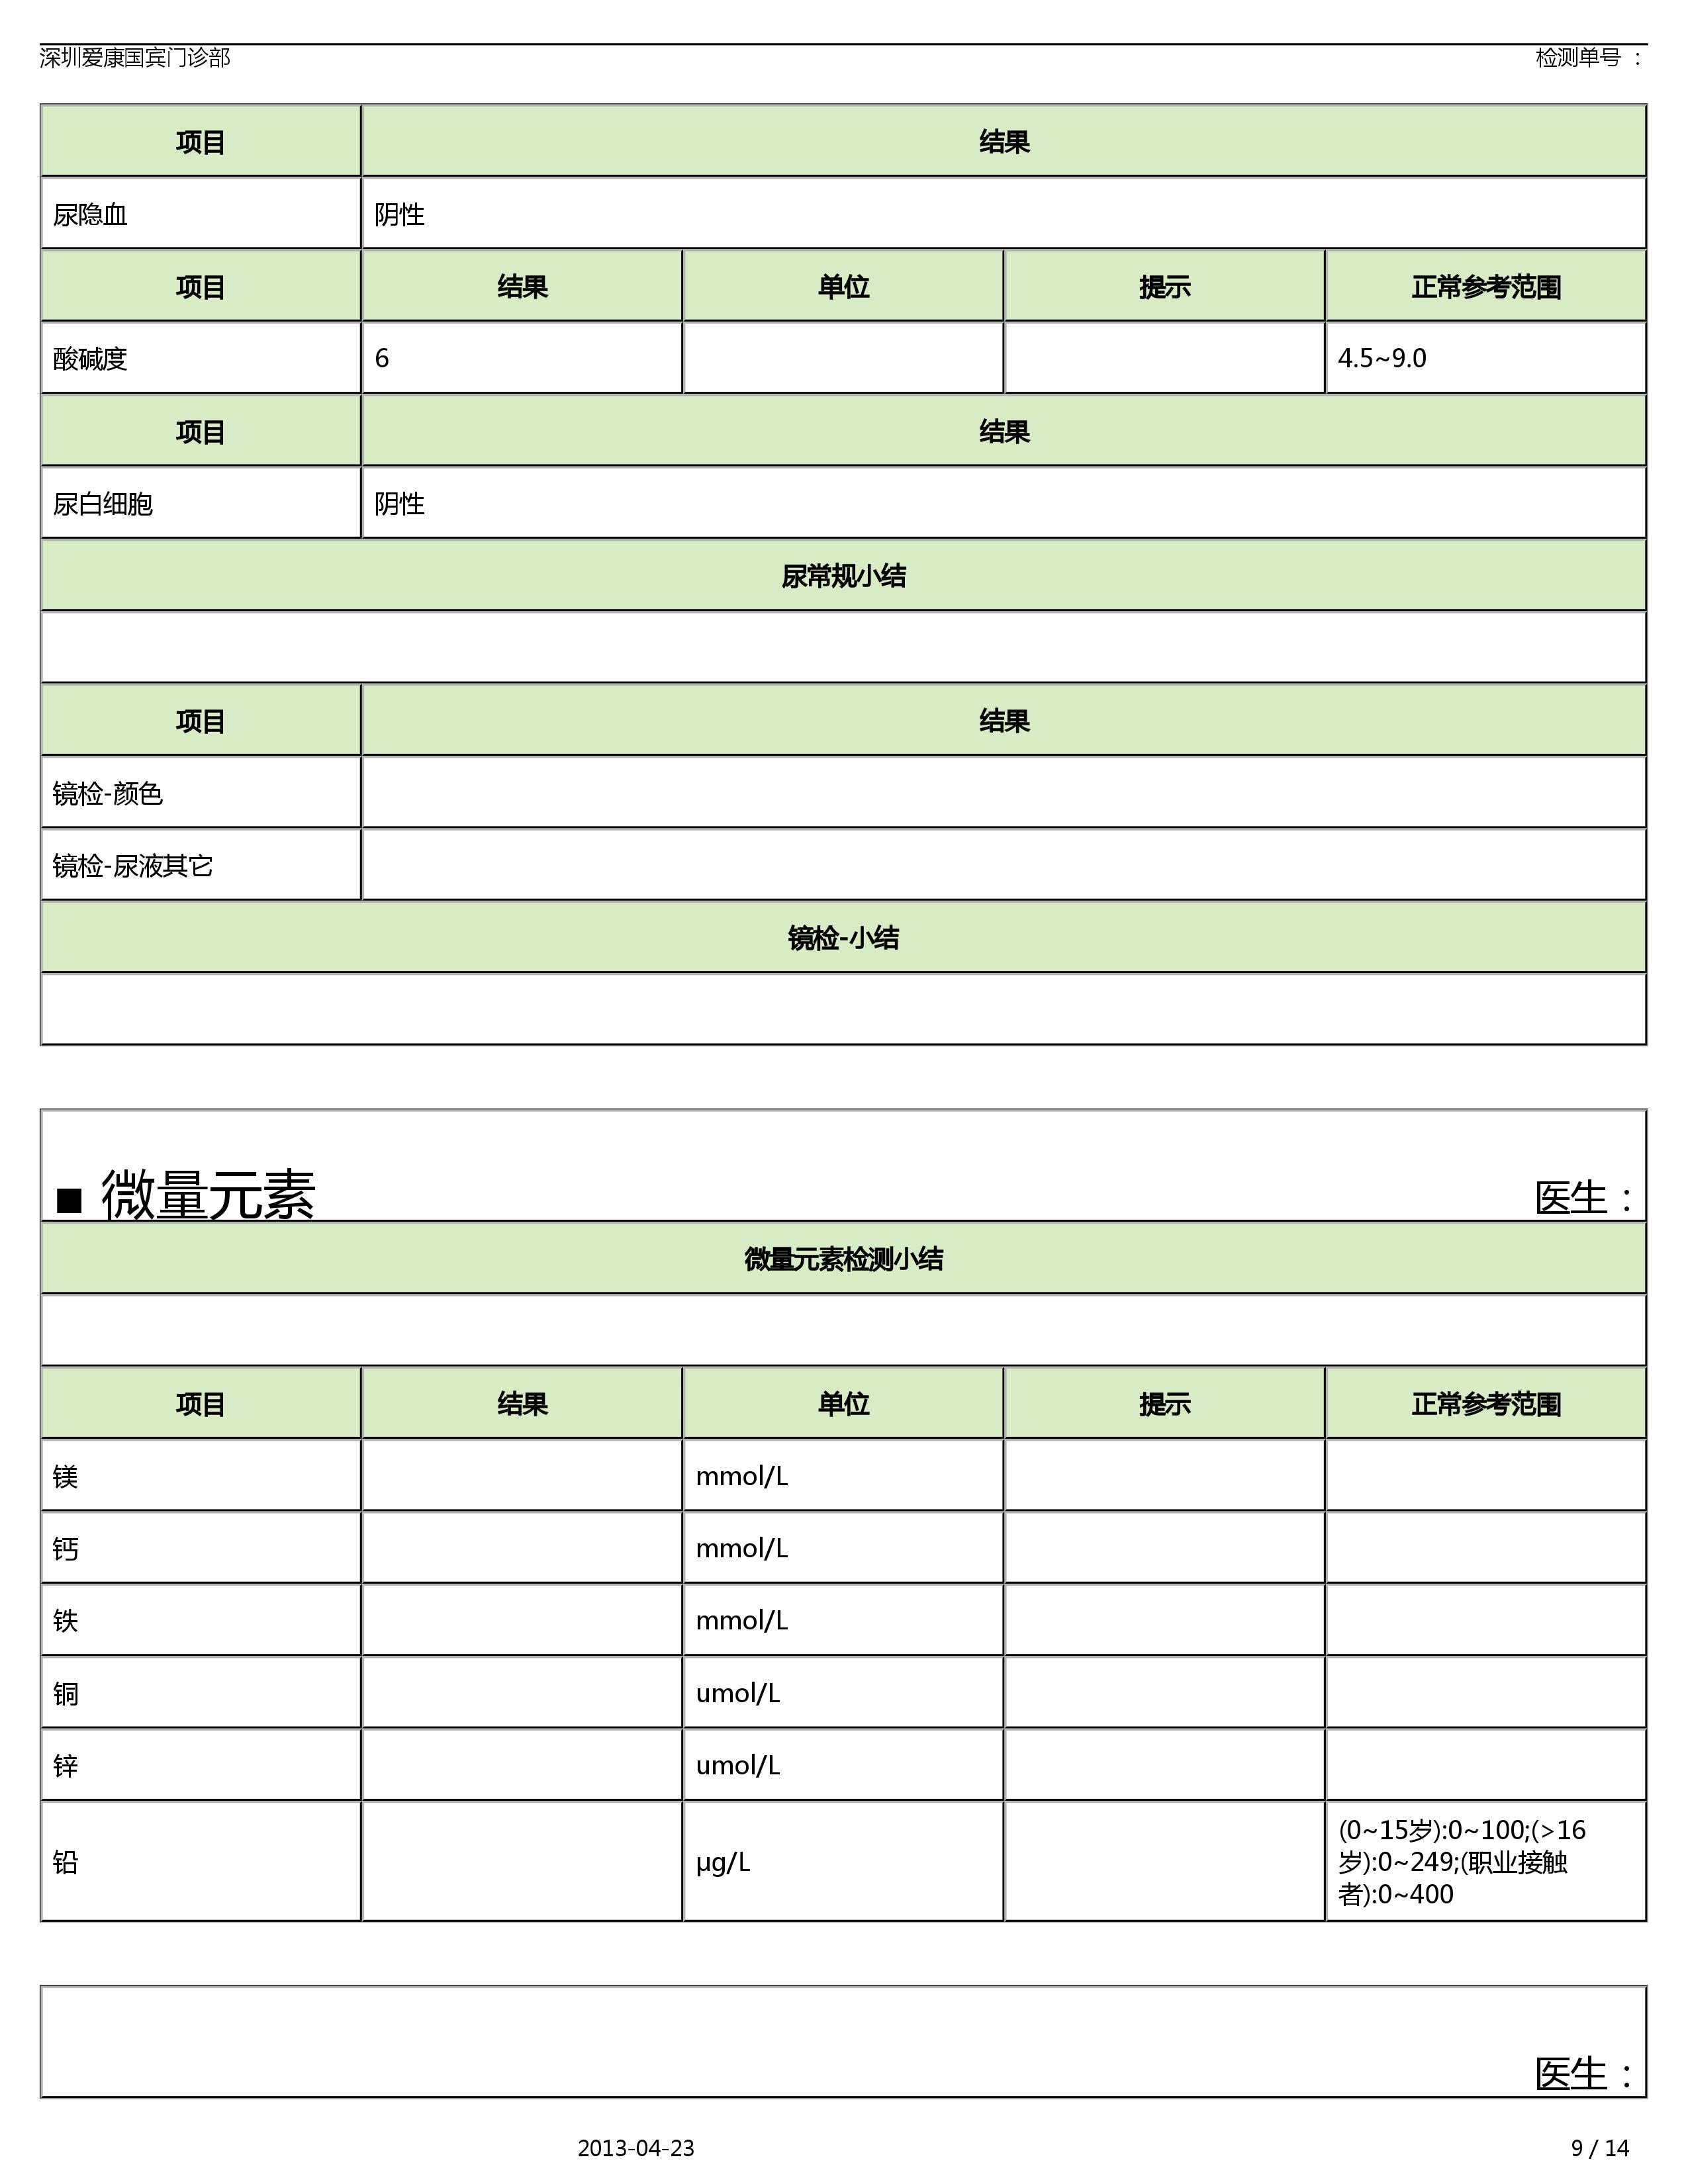 深圳爱康国宾门诊部 检测单号 ：
项目 结果
尿隐血 阴性
项目 结果 单位 提示 正常参考范围
酸碱度 6 4.5~9.0
项目 结果
尿白细胞 阴性
尿常规小结
项目 结果
镜检-颜色
镜检-尿液其它
镜检-小结
■ 微量元素 医生：
微量元素检测小结
项目 结果 单位 提示 正常参考范围
镁 mmol/L
钙 mmol/L
铁 mmol/L
铜 umol/L
锌 umol/L
铅 μg/L (0~15岁):0~100;(>16
岁):0~249;(职业接触
者):0~400
医生：
2013-04-23 9 / 14